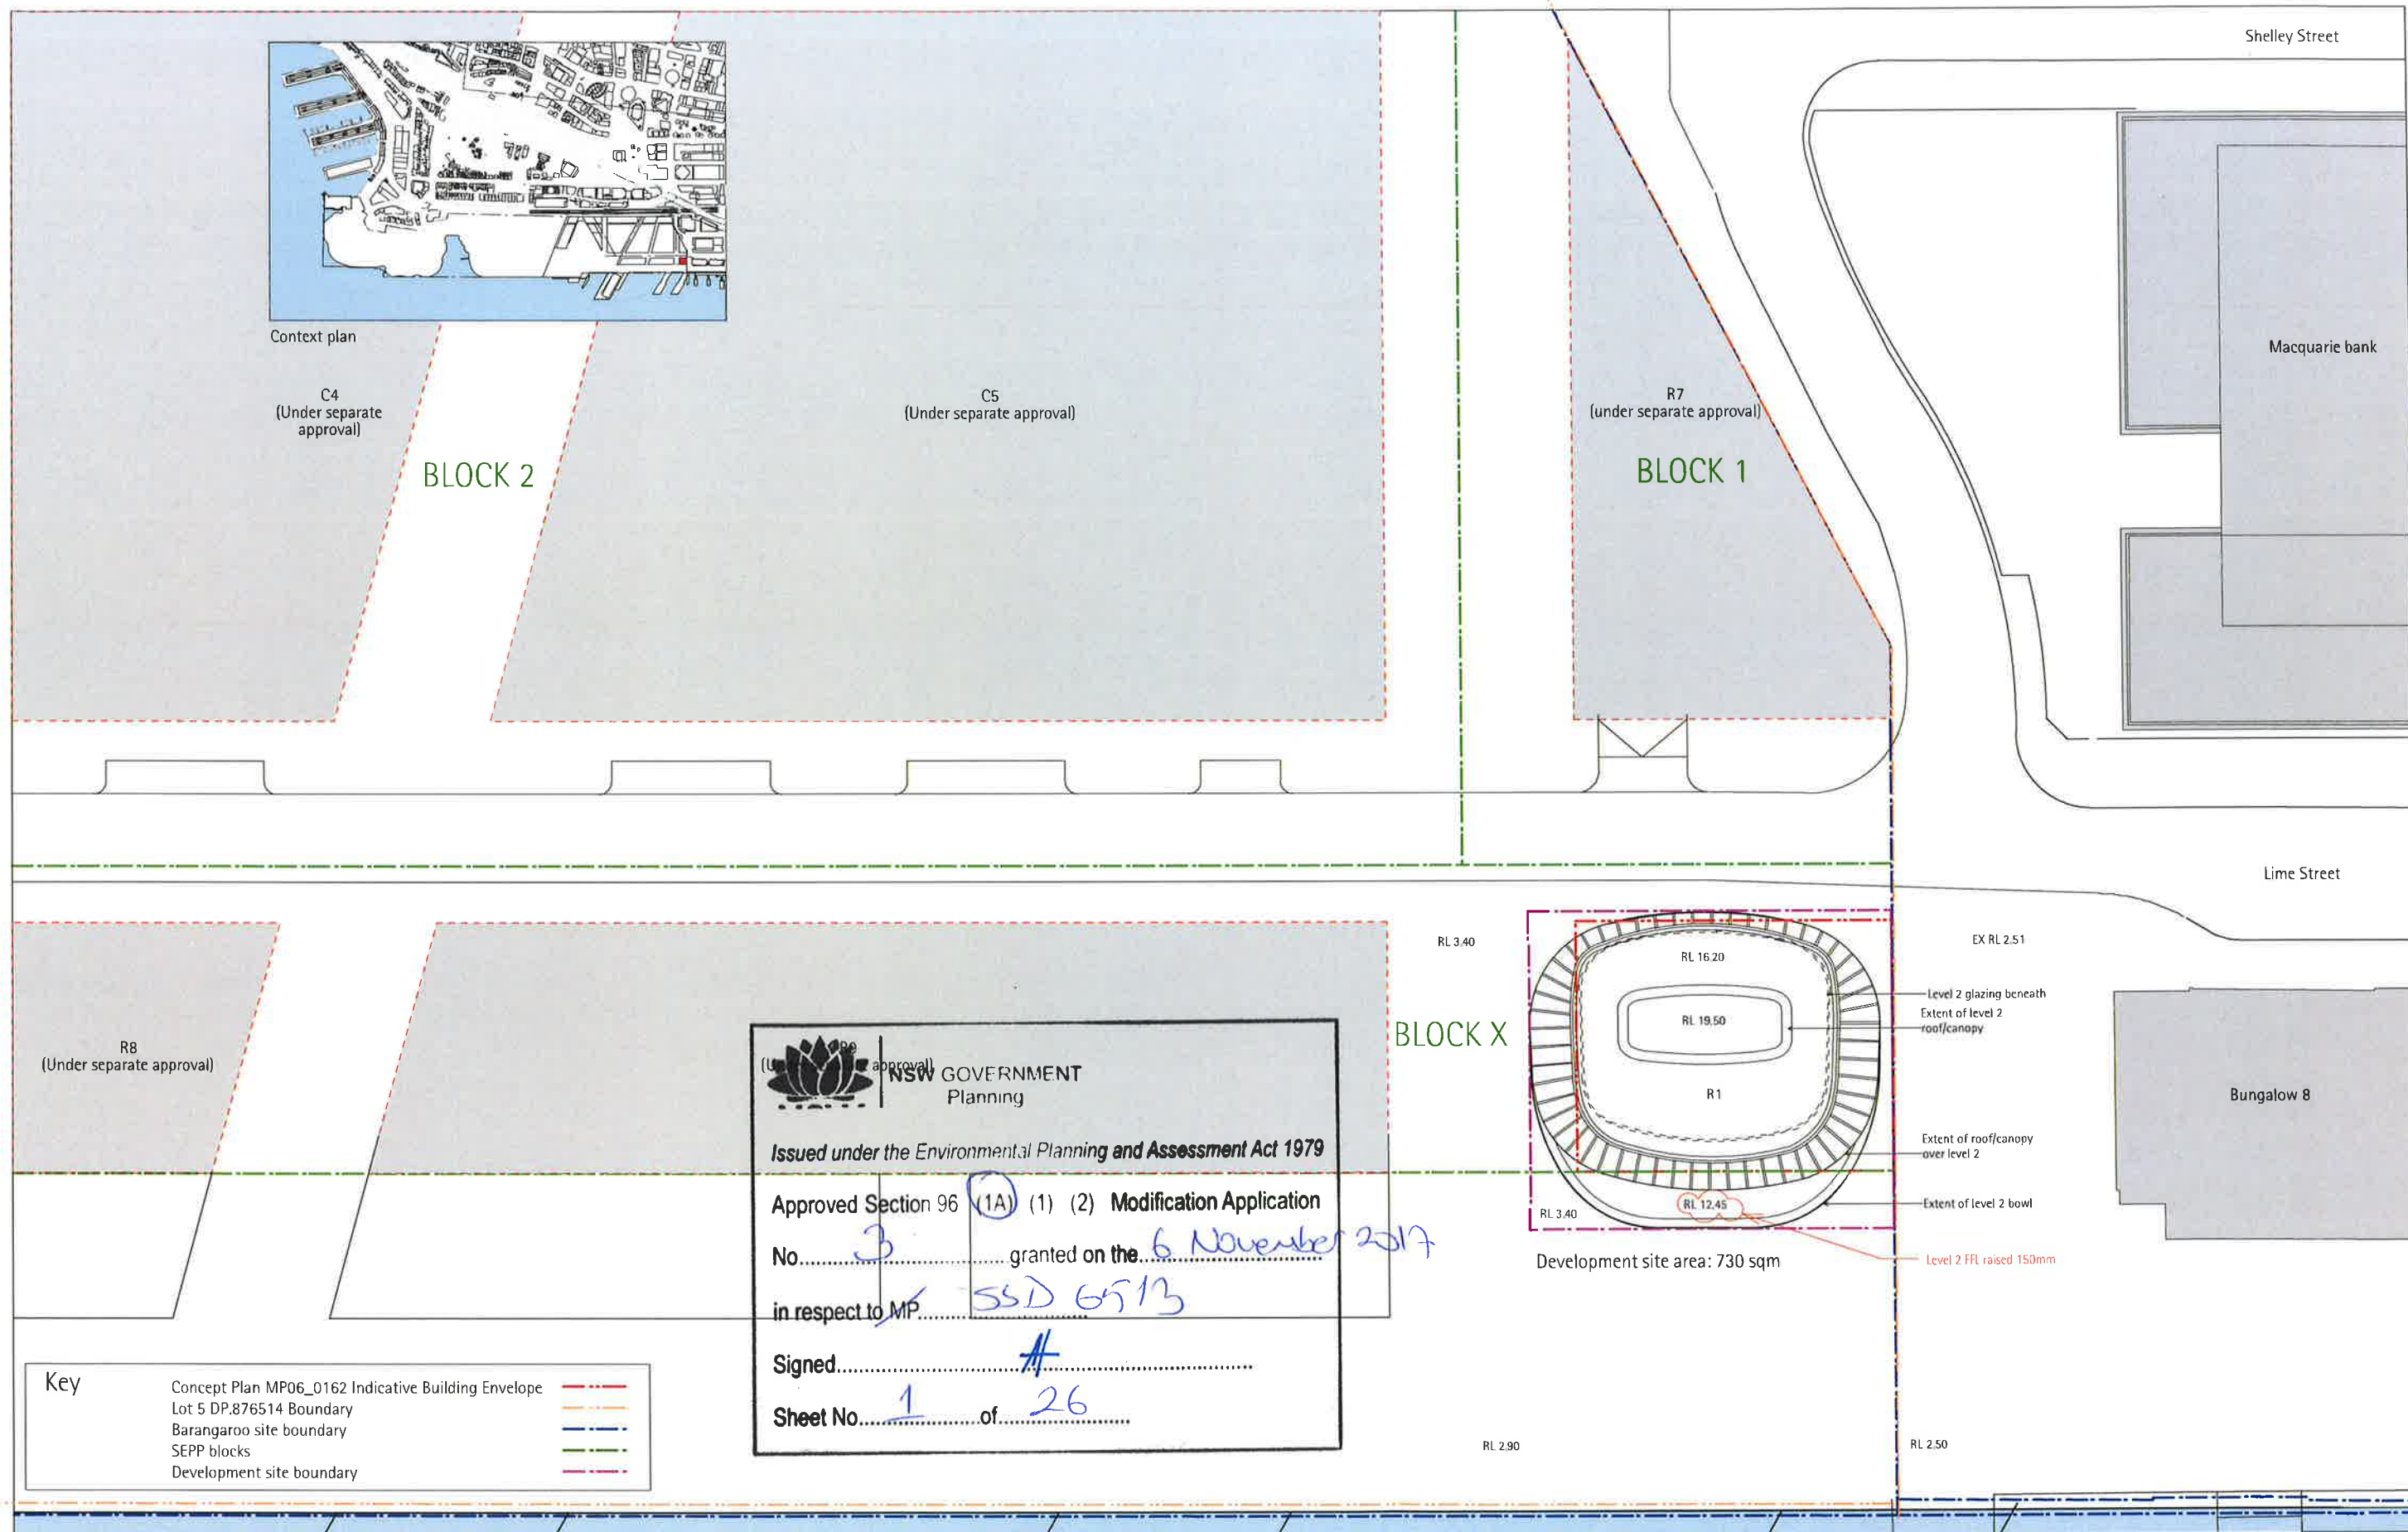 Shelley Street
Context plan
Macquarie bank
C4
(Under separate
approval)
C5
(Under separate approval)
R7
(under separate approval)
BLOCK 2
BLOCK 1
Lime Street
RL 3.40
RL 16.20
EX RL 2.51
Level 2 glazing beneath
Extent of level 2
roof/canopy
RL 19.50
BLOCK X
R8
(Under separate approval)
R1
Bungalow 8
Extent of roof/canopy
over level 2
Extent of level 2 bowl
RL 12.45
RL 3.40
Development site area: 730 sqm
Level 2 FFL raised 150mm
NSW GOVERNMENT
Planning
Issued under the Environmental Planning and Assessment Act 1979
Approved Section 96 (1A) (1) (2) Modification Application
No. 3 granted on the 6 November 2017
in respect to MP SSD 6513
Signed
Sheet No. 1 of 26
RL 2.90
RL 2.50
Key
Concept Plan MP06_0162 Indicative Building Envelope
Lot 5 DP.876514 Boundary
Barangaroo site boundary
SEPP blocks
Development site boundary